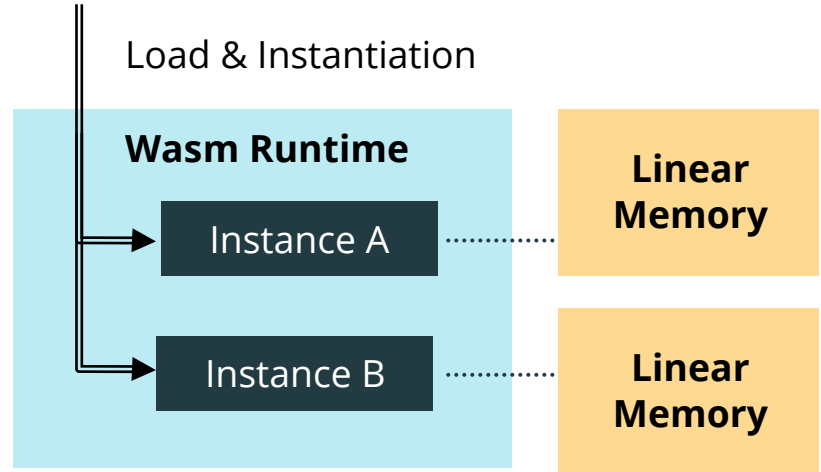 Load & Instantiation
Wasm Runtime
Instance A
Linear
Memory
Instance B
Linear
Memory